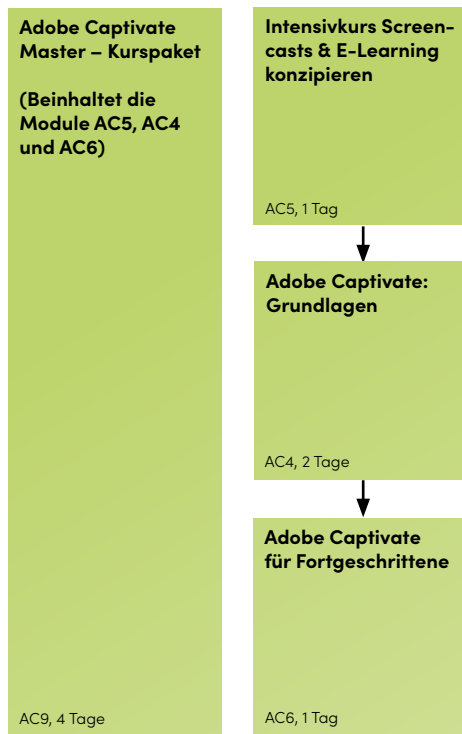 Adobe Captivate
Master – Kurspaket
(Beinhaltet die
Module AC5, AC4
und AC6)
AC9, 4 Tage
Intensivkurs Screen-
casts & E-Learning
konzipieren
AC5, 1 Tag
Adobe Captivate:
Grundlagen
AC4, 2 Tage
Adobe Captivate
für Fortgeschrittene
AC6, 1 Tag